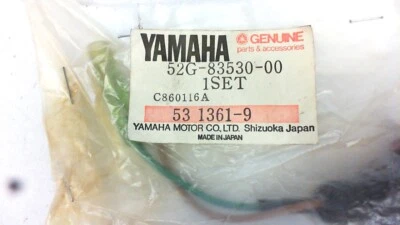 YAMAHA GENUINE
parts & accessories
52G-83530-00
1SET
C860116A
53 1361-9
YAMAHA MOTOR CO., LTD. Shizuoka Japan
MADE IN JAPAN